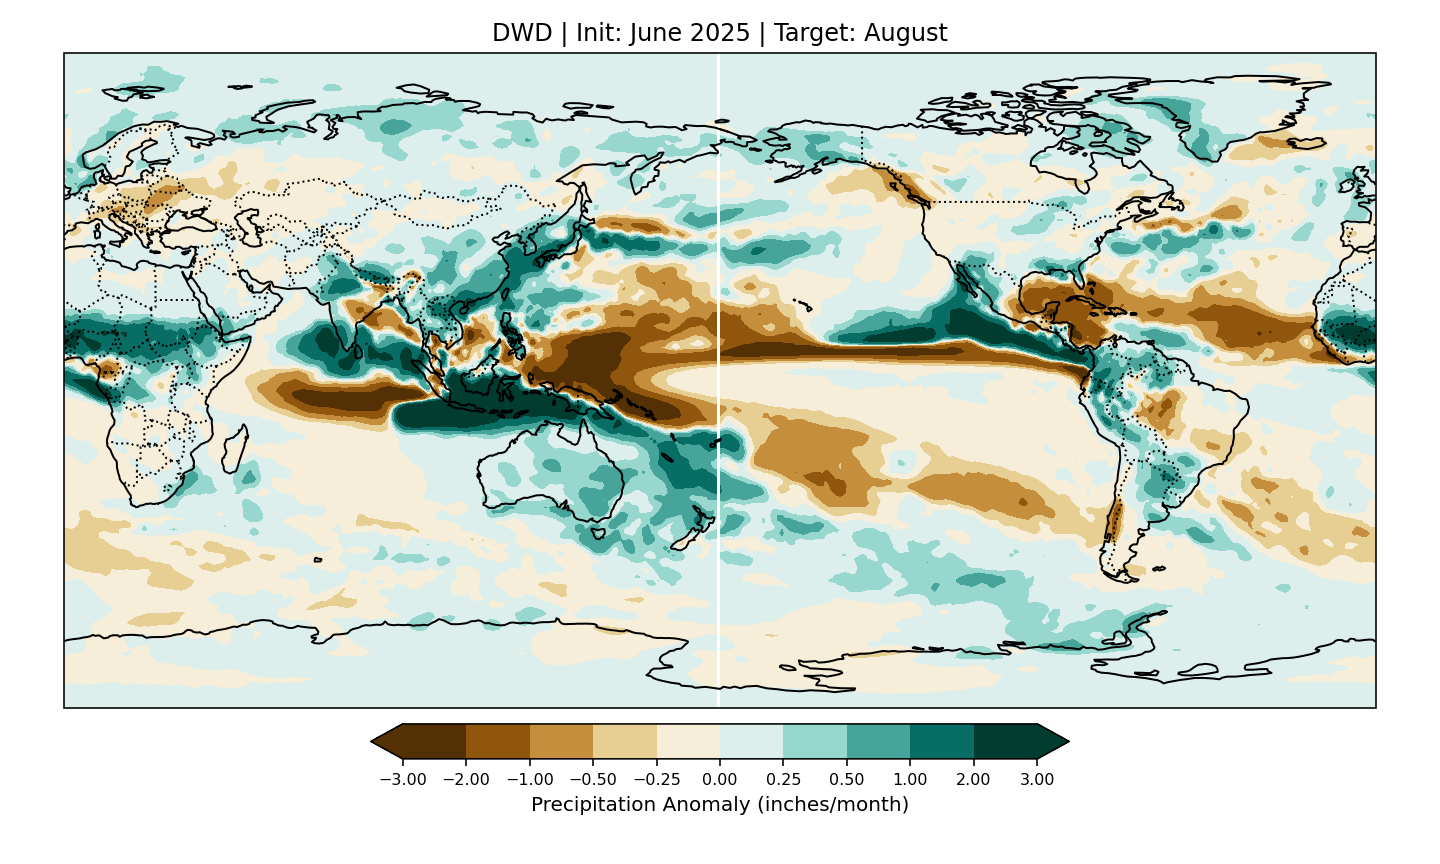 DWD | Init: June 2025 | Target: August
−3.00 −2.00 −1.00 −0.50 −0.25 0.00 0.25 0.50 1.00 2.00 3.00
Precipitation Anomaly (inches/month)